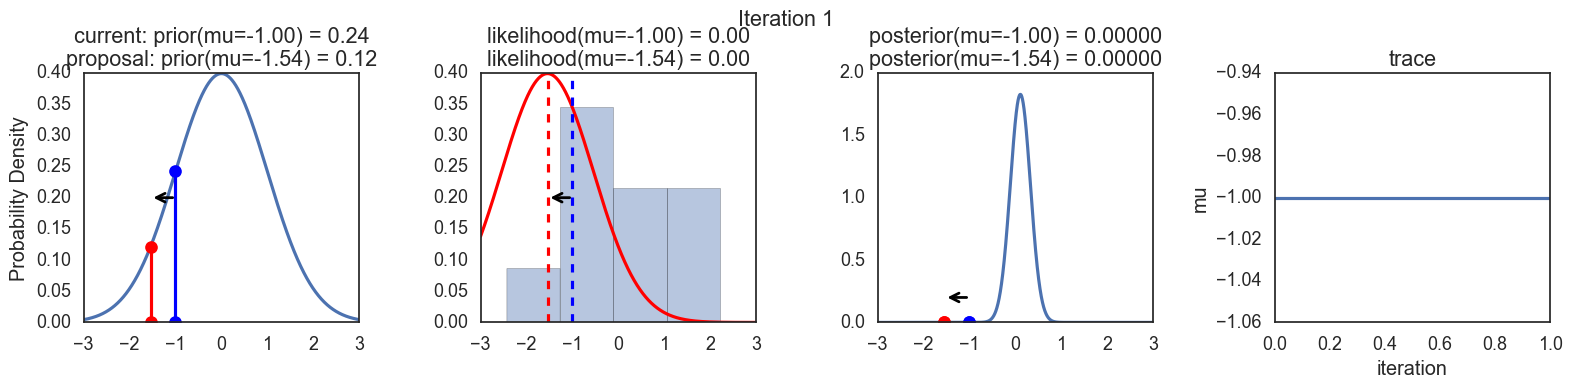 Iteration 1
current: prior(mu=-1.00) = 0.24
proposal: prior(mu=-1.54) = 0.12
Probability Density
0.40
0.35
0.30
0.25
0.20
0.15
0.10
0.05
0.00
−3 −2 −1 0 1 2 3
likelihood(mu=-1.00) = 0.00
likelihood(mu=-1.54) = 0.00
0.40
0.35
0.30
0.25
0.20
0.15
0.10
0.05
0.00
−3 −2 −1 0 1 2 3
posterior(mu=-1.00) = 0.00000
posterior(mu=-1.54) = 0.00000
2.0
1.5
1.0
0.5
0.0
−3 −2 −1 0 1 2 3
trace
mu
−0.94
−0.96
−0.98
−1.00
−1.02
−1.04
−1.06
0.0 0.2 0.4 0.6 0.8 1.0
iteration